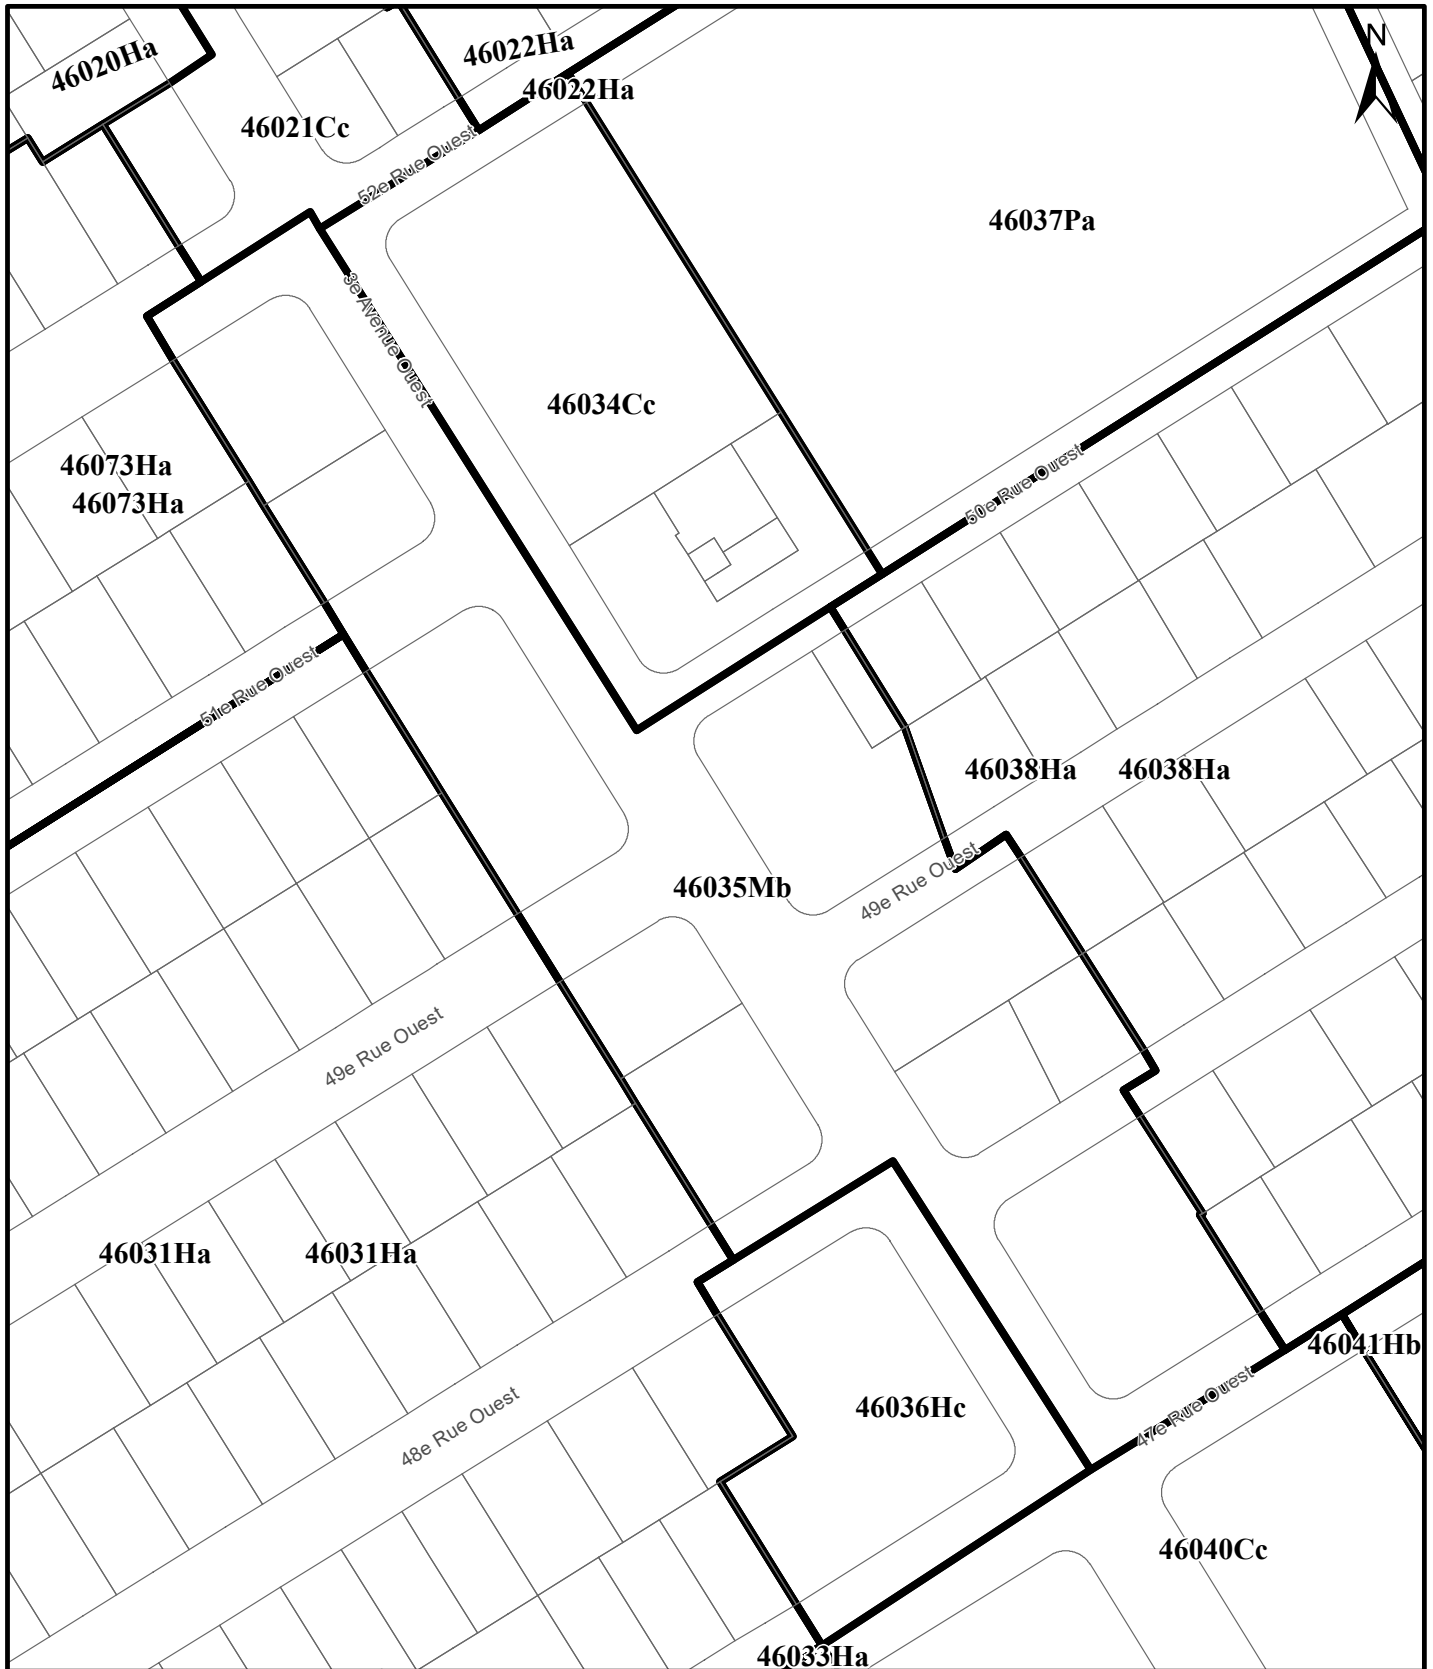 N
46020Ha
46022Ha
46022Ha
46021Cc
52e Rue Ouest
46037Pa
3e Avenue Ouest
46034Cc
46073Ha
46073Ha
50e Rue Ouest
51e Rue Ouest
46038Ha
46038Ha
46035Mb
49e Rue Ouest
49e Rue Ouest
46031Ha
46031Ha
46041Hb
47e Rue Ouest
46036Hc
48e Rue Ouest
46040Cc
46033Ha